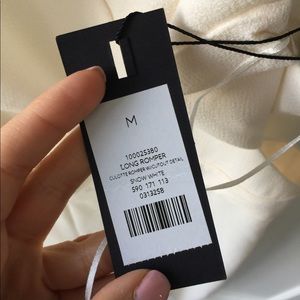 M
100025380
LONG ROMPER
CULOTTE ROMPER W/CUTOUT DETAIL
SNOW WHITE
590 171 113
0313258